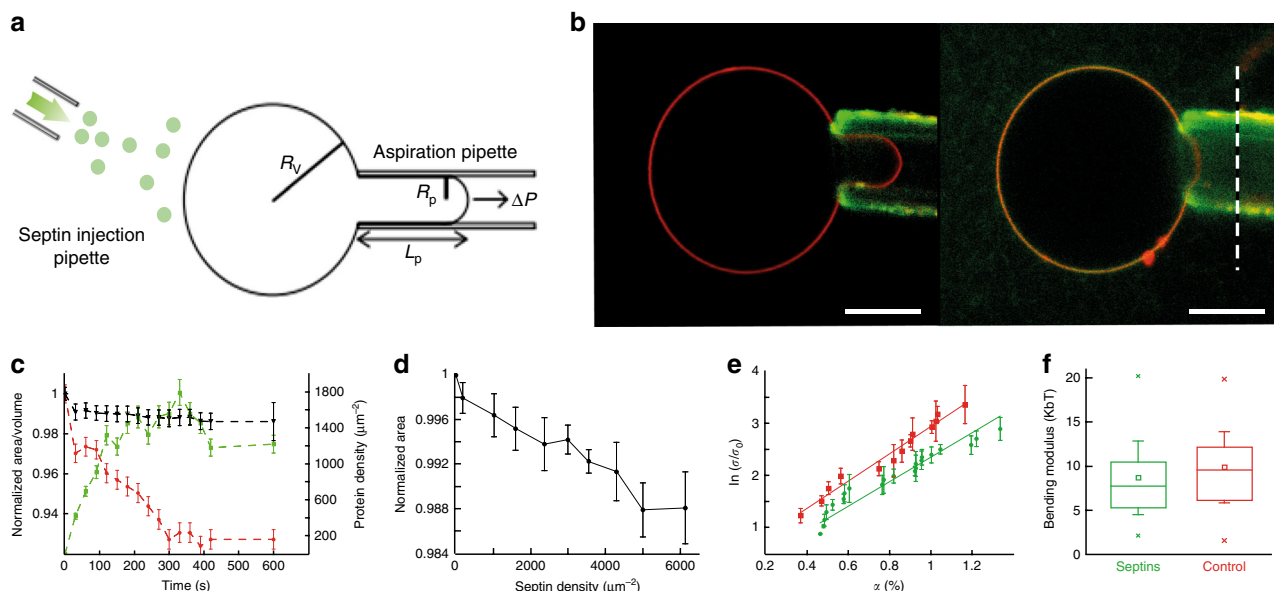 a
Septin injection
pipette
R_V
Aspiration pipette
R_p
ΔP
L_p
b
c
Normalized area/volume
1
0.98
0.96
0.94
0 100 200 300 400 500 600
Time (s)
1800
1400
1000
600
200
Protein density (μm⁻²)
d
Normalized area
1
0.996
0.992
0.988
0.984
0 2000 4000 6000
Septin density (μm⁻²)
e
ln (σ/σ₀)
4
3
2
1
0.2 0.4 0.6 0.8 1 1.2 1.4
α (%)
f
Bending modulus (KbT)
20
15
10
5
0
Septins Control